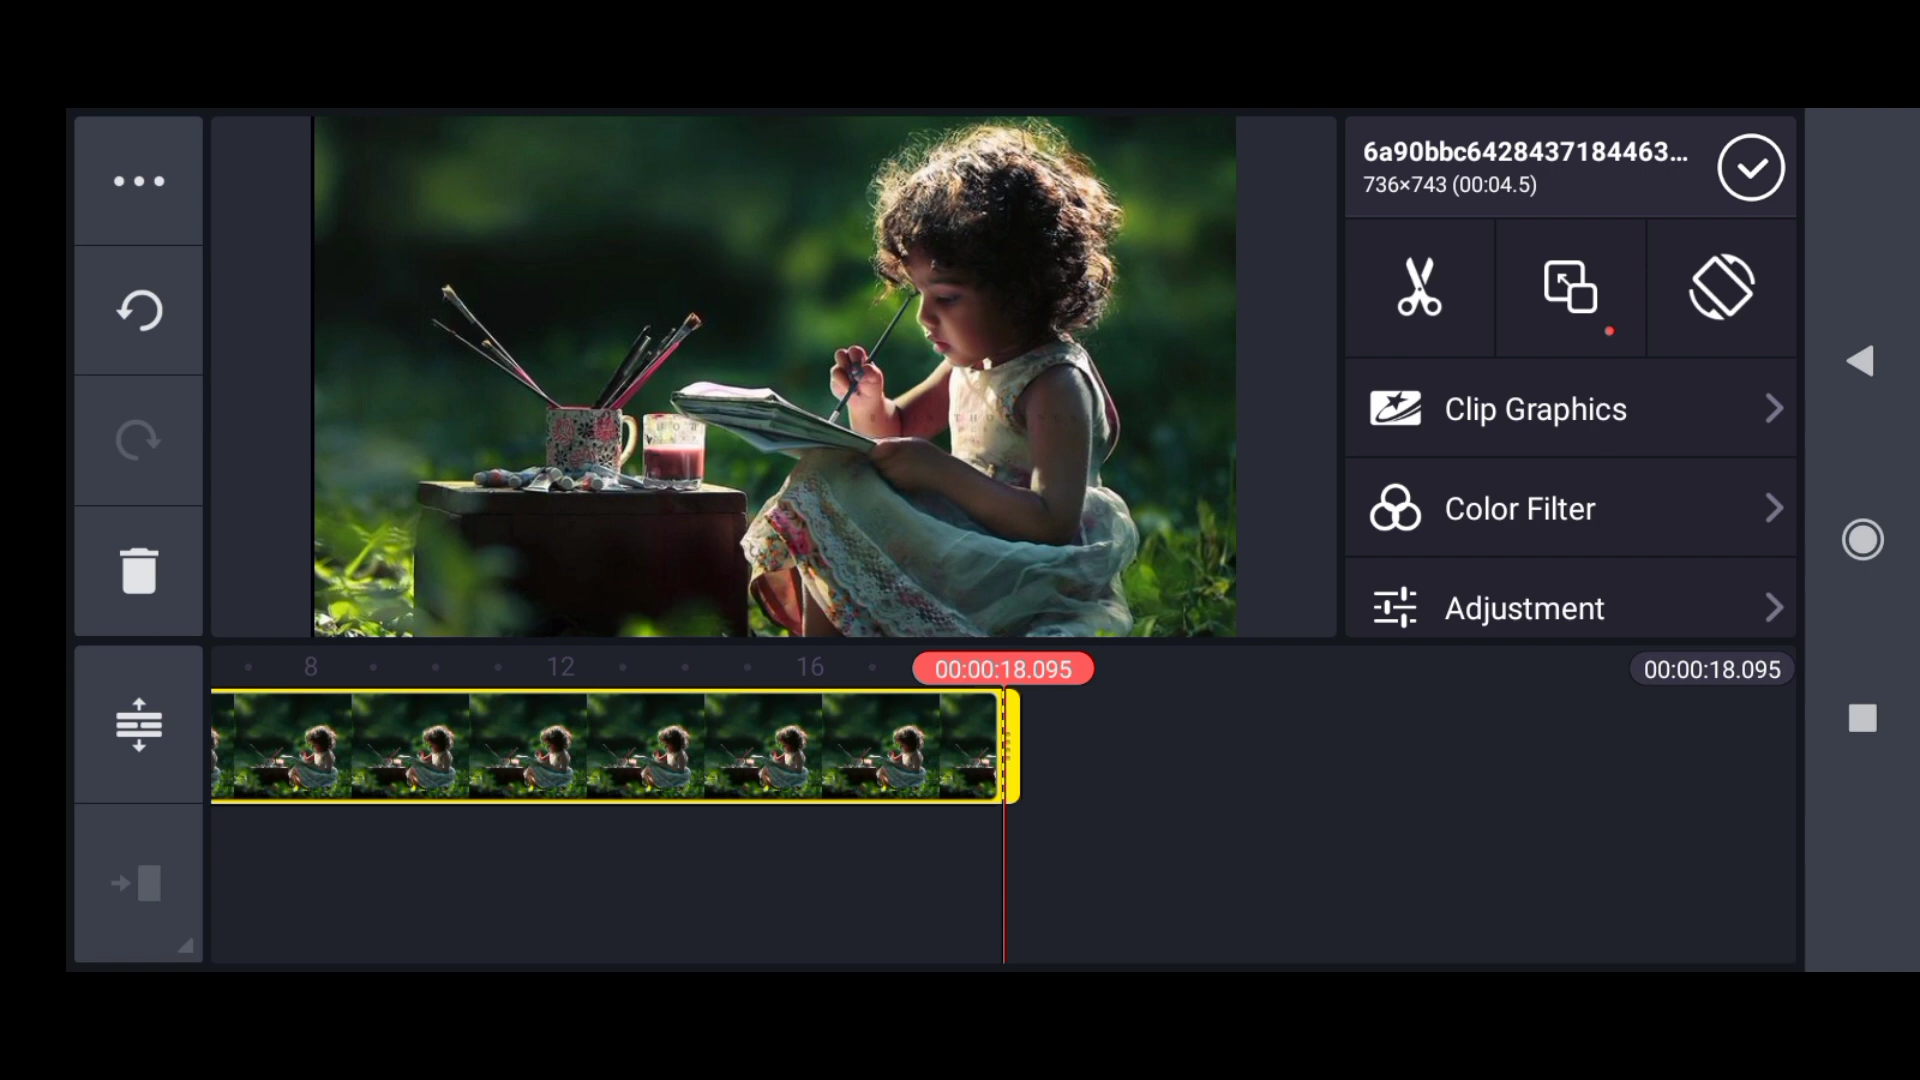 6a90bbc6428437184463...
736×743 (00:04.5)
Clip Graphics
Color Filter
Adjustment
8
12
16
00:00:18.095
00:00:18.095